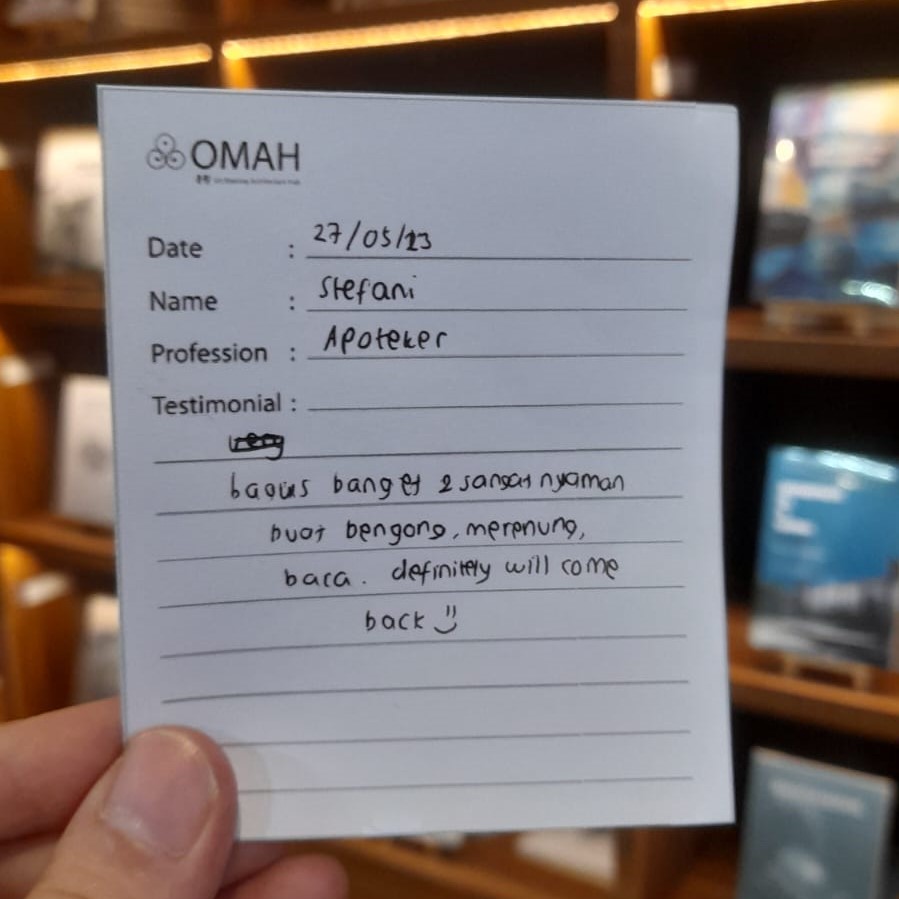 OMAH
Date : 27/05/23
Name : Stefani
Profession : Apoteker
Testimonial :
bagus banget & sangat nyaman
buat bengong, merenung,
baca. definitely will come
back